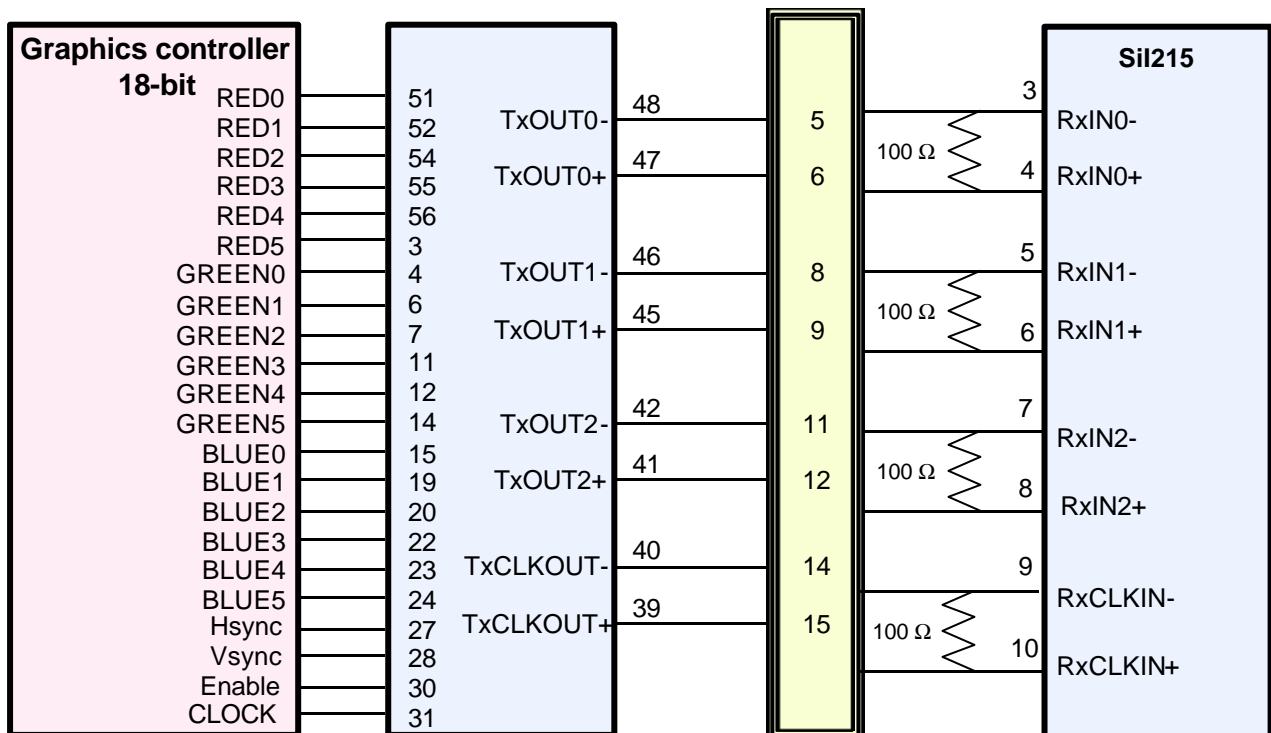 Graphics controller
18-bit
RED0
RED1
RED2
RED3
RED4
RED5
GREEN0
GREEN1
GREEN2
GREEN3
GREEN4
GREEN5
BLUE0
BLUE1
BLUE2
BLUE3
BLUE4
BLUE5
Hsync
Vsync
Enable
CLOCK
51
52
54
55
56
3
4
6
7
11
12
14
15
19
20
22
23
24
27
28
30
31
TxOUT0-
TxOUT0+
TxOUT1-
TxOUT1+
TxOUT2-
TxOUT2+
TxCLKOUT-
TxCLKOUT+
48
47
46
45
42
41
40
39
5
6
8
9
11
12
14
15
100 Ω
100 Ω
100 Ω
100 Ω
3
4
5
6
7
8
9
10
SiI215
RxIN0-
RxIN0+
RxIN1-
RxIN1+
RxIN2-
RxIN2+
RxCLKIN-
RxCLKIN+